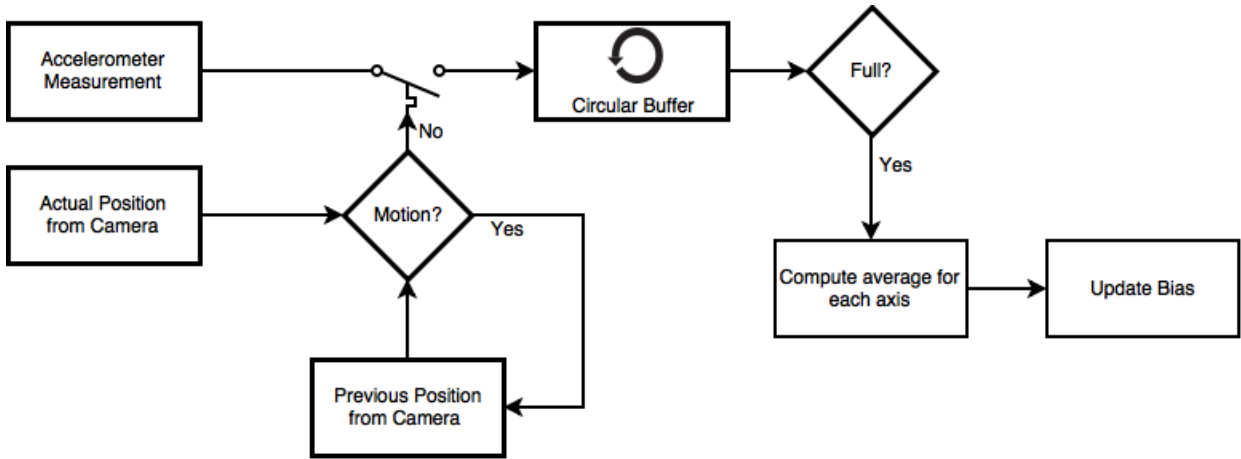 Accelerometer
Measurement
Circular Buffer
Full?
No
Yes
Actual Position
from Camera
Motion?
Yes
Compute average for
each axis
Update Bias
Previous Position
from Camera